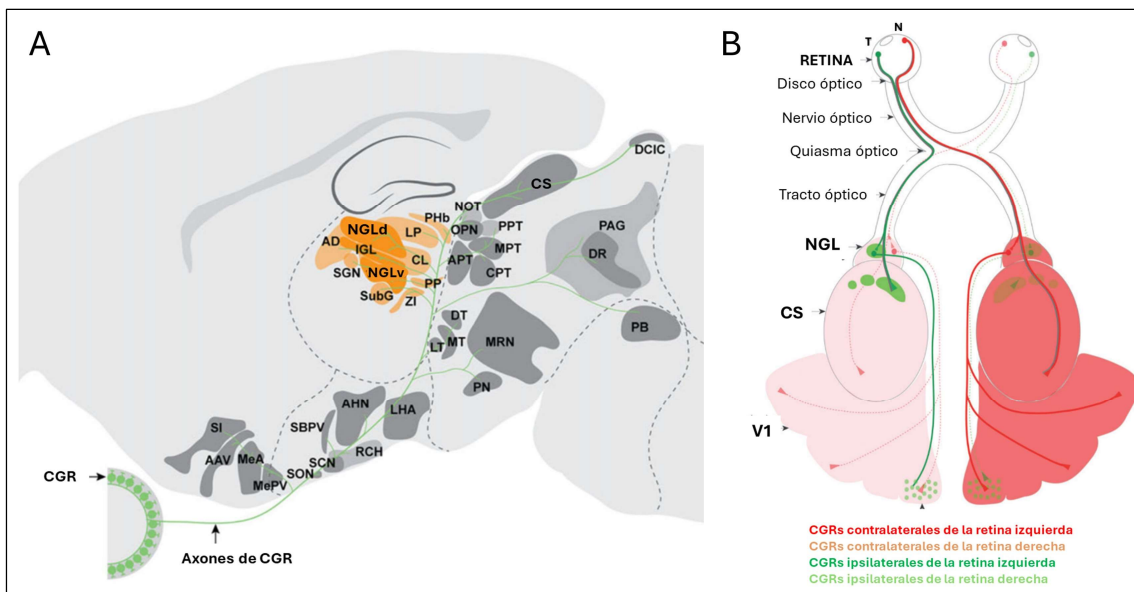 A
DCIC
CS
NOT
PHb
OPN
PPT
NGLd
LP
PAG
AD
IGL
MPT
DR
CL
APT
SGN
NGLv
CPT
PP
SubG
ZI
DT
PB
LT
MT
MRN
PN
AHN
LHA
SI
SBPV
AAV
MeA
RCH
SCN
SON
MePV
CGR
Axones de CGR
B
N
T
RETINA
Disco óptico
Nervio óptico
Quiasma óptico
Tracto óptico
NGL
CS
V1
CGRs contralaterales de la retina izquierda
CGRs contralaterales de la retina derecha
CGRs ipsilaterales de la retina izquierda
CGRs ipsilaterales de la retina derecha